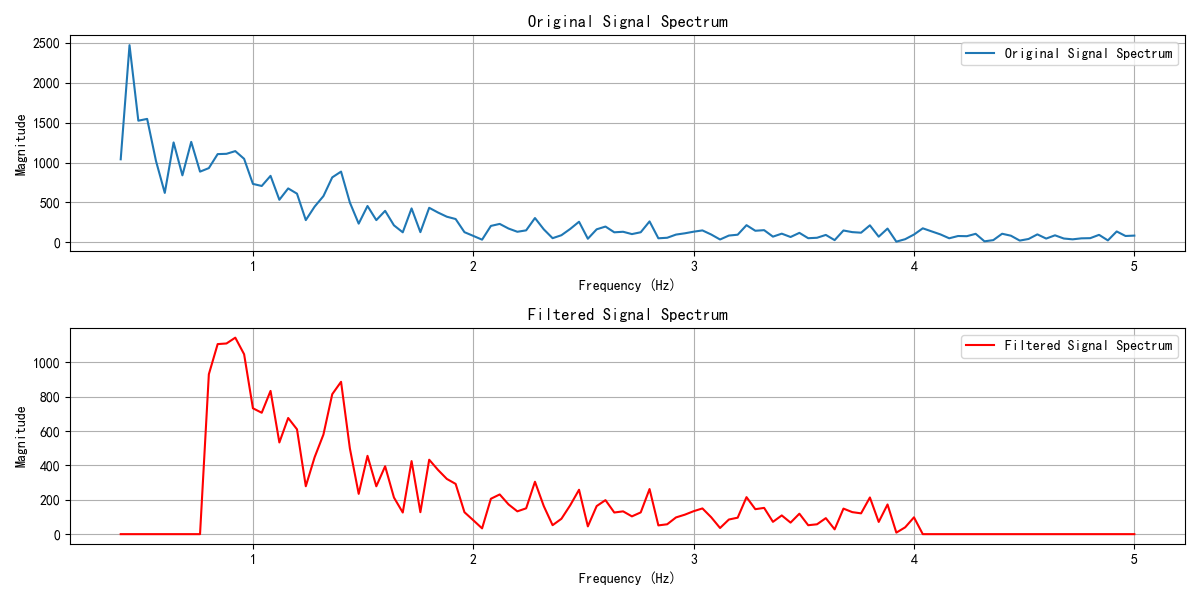 Original Signal Spectrum
2500
2000
1500
1000
500
0
Magnitude
Original Signal Spectrum
1 2 3 4 5
Frequency (Hz)
Filtered Signal Spectrum
1000
800
600
400
200
0
Magnitude
Filtered Signal Spectrum
1 2 3 4 5
Frequency (Hz)